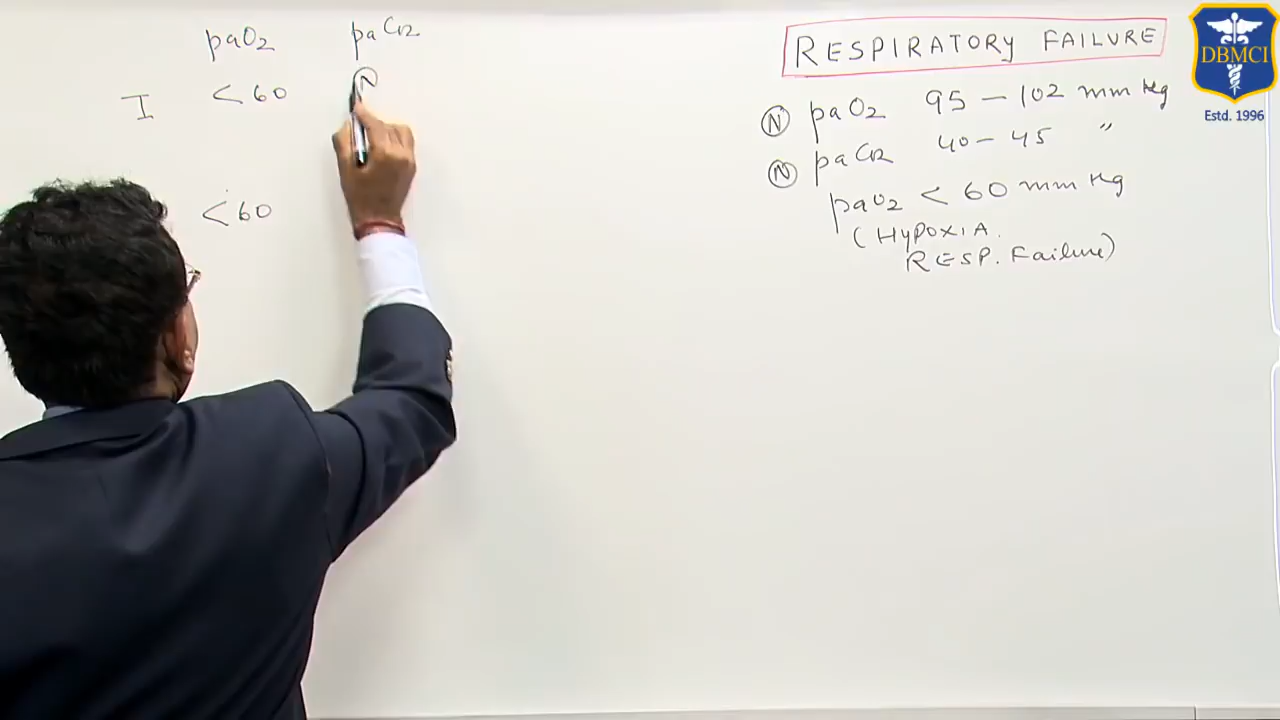 paO2 paCO2
I <60 N
<60
RESPIRATORY FAILURE
N paO2 95 – 102 mm Hg
N paCO2 40 – 45 "
paO2 < 60 mm Hg
(HYPOXIA.
RESP. Failure)
DBMCI
Estd. 1996